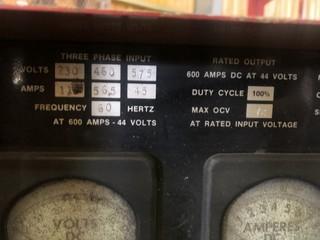 THREE PHASE INPUT
VOLTS 230 460 575
AMPS 56.5 45
FREQUENCY 60 HERTZ
AT 600 AMPS - 44 VOLTS
RATED OUTPUT
600 AMPS DC AT 44 VOLTS
DUTY CYCLE 100%
MAX OCV
AT RATED INPUT VOLTAGE
VOLTS
DC
AMPERES